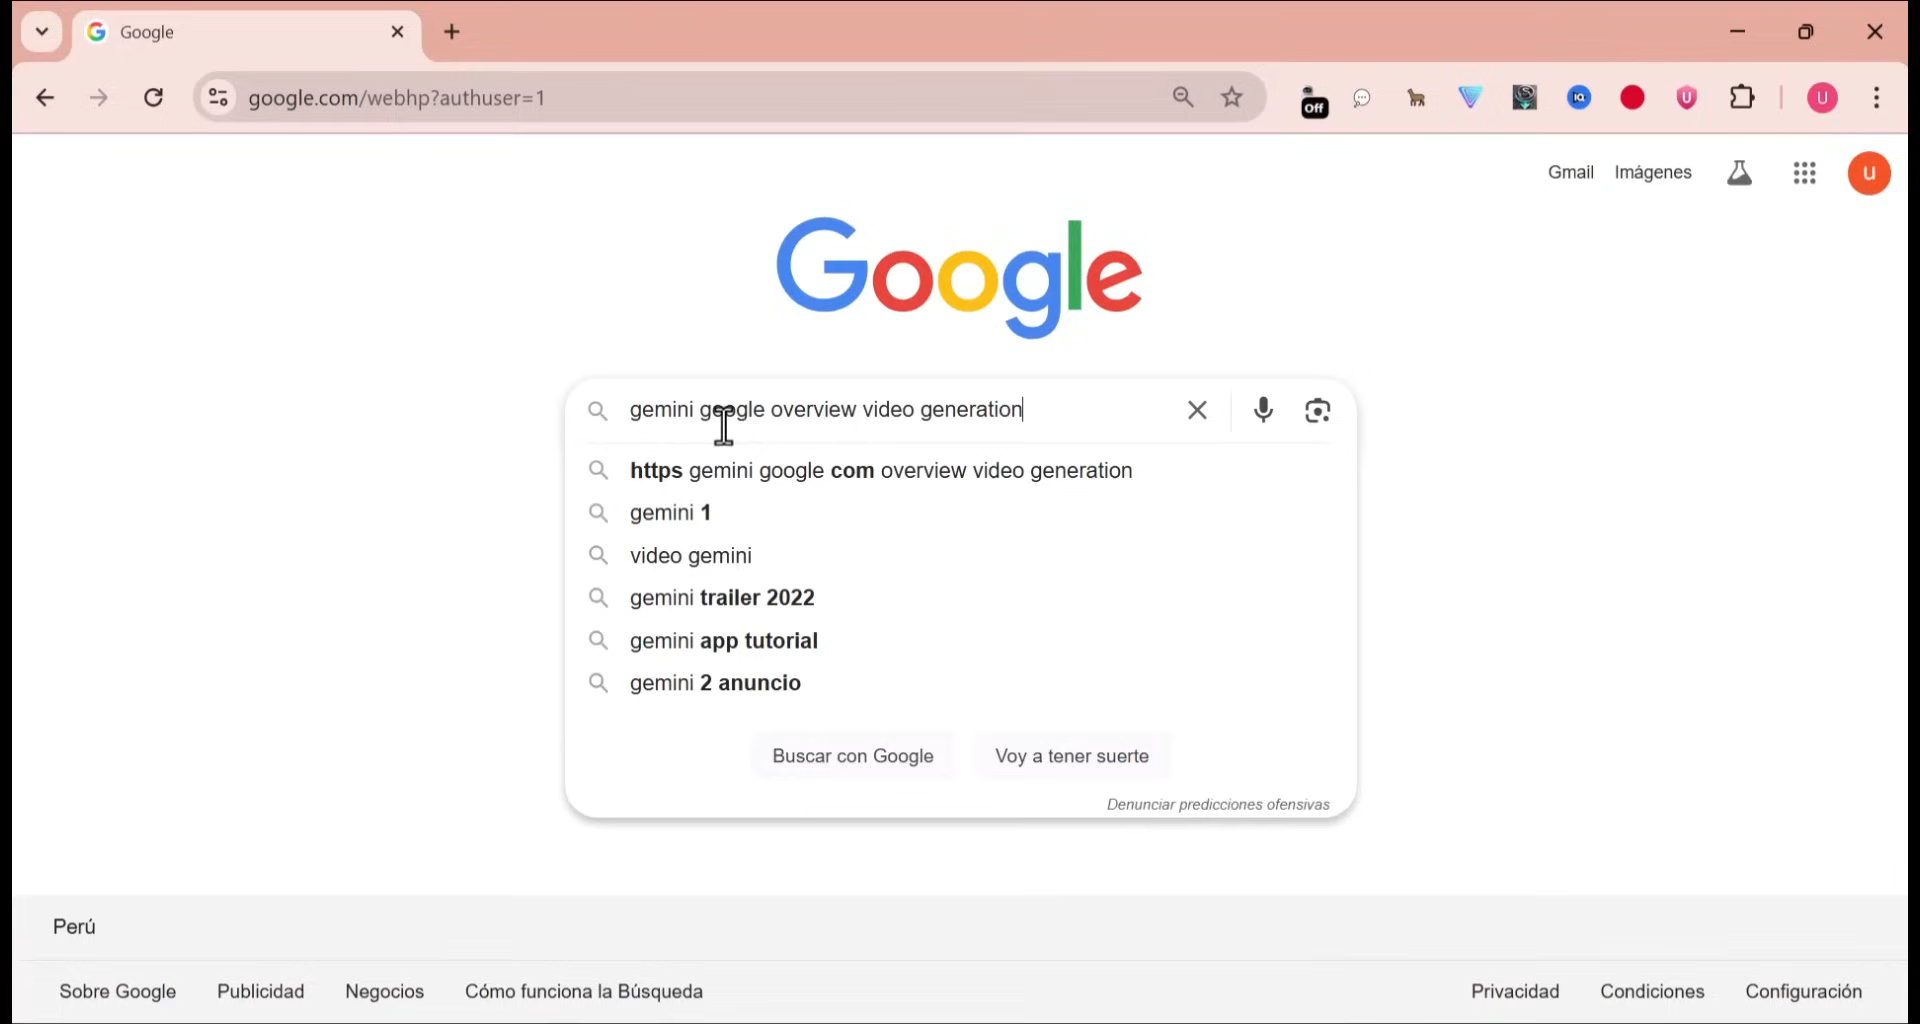 Google
google.com/webhp?authuser=1
Off
IQ
U
U
Gmail Imágenes
u
Google
gemini google overview video generation
https gemini google com overview video generation
gemini 1
video gemini
gemini trailer 2022
gemini app tutorial
gemini 2 anuncio
Buscar con Google Voy a tener suerte
Denunciar predicciones ofensivas
Perú
Sobre Google Publicidad Negocios Cómo funciona la Búsqueda Privacidad Condiciones Configuración